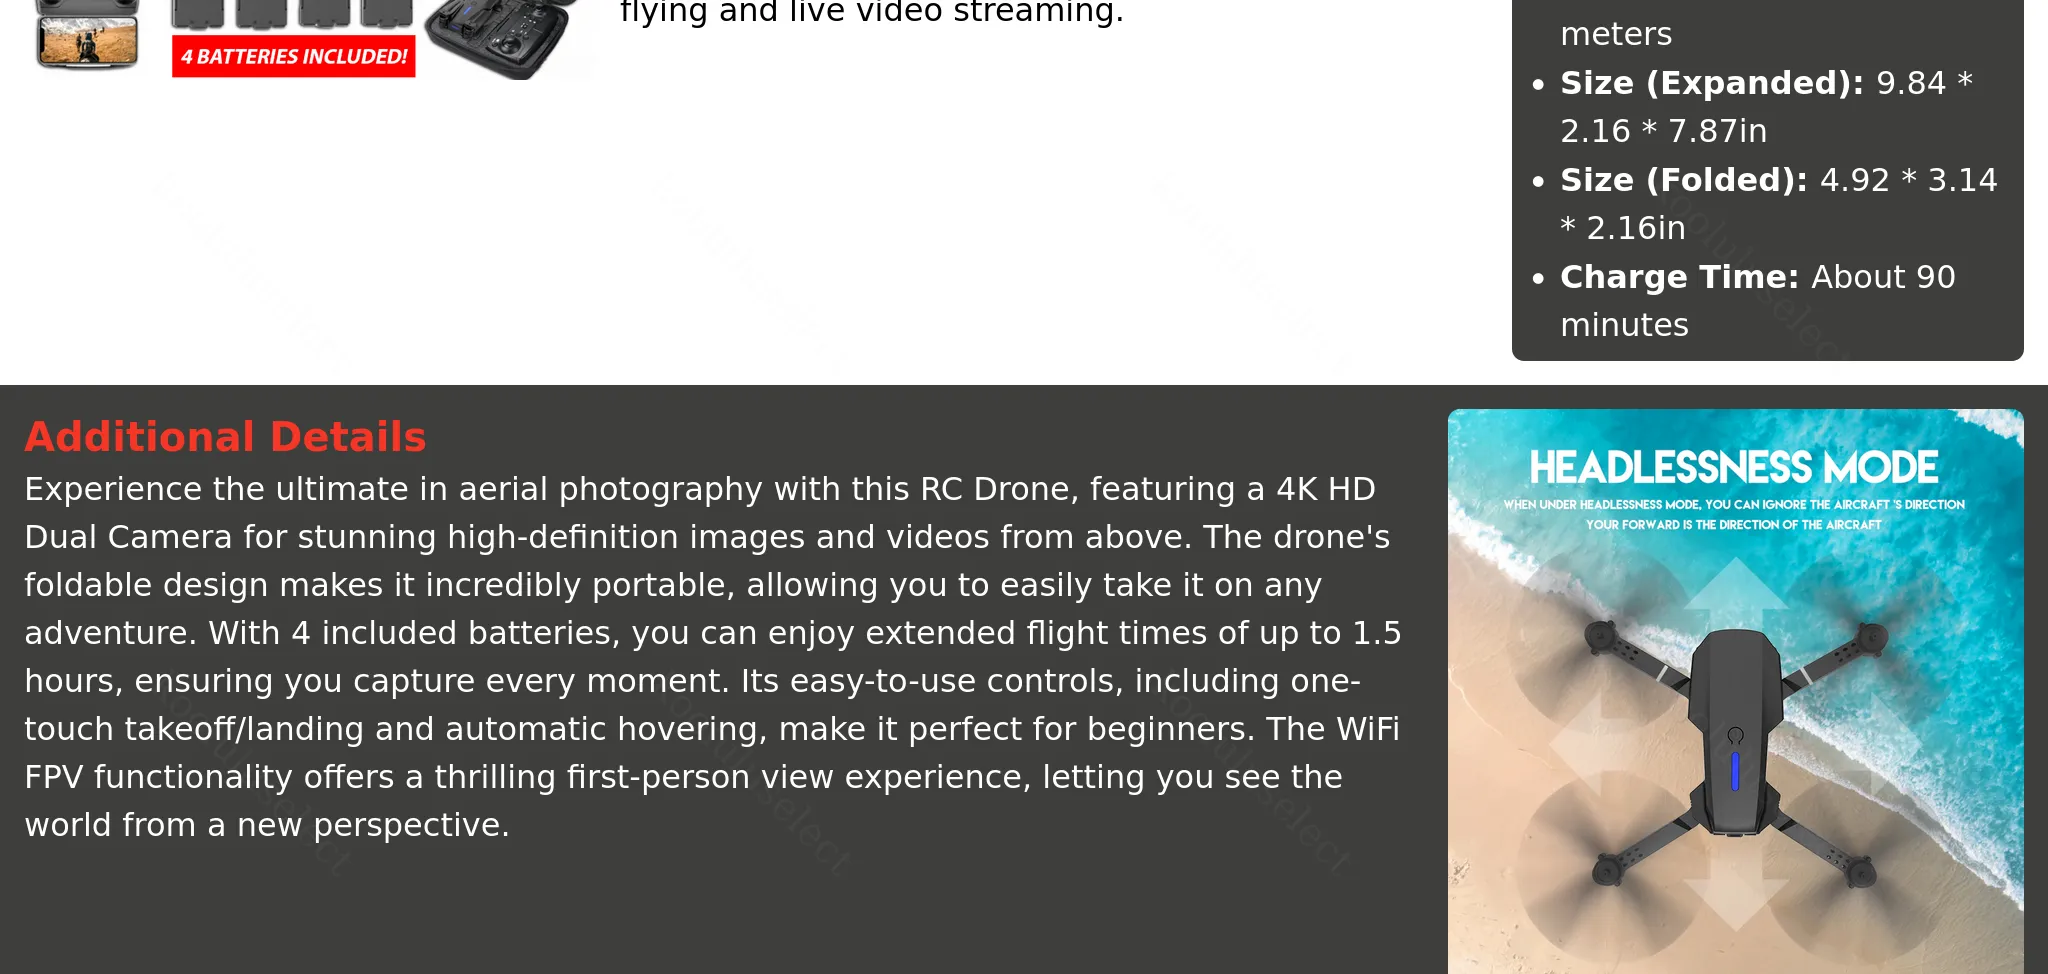 flying and live video streaming.
4 BATTERIES INCLUDED!
meters
• Size (Expanded): 9.84 *
2.16 * 7.87in
• Size (Folded): 4.92 * 3.14
* 2.16in
• Charge Time: About 90
minutes
Additional Details
Experience the ultimate in aerial photography with this RC Drone, featuring a 4K HD
Dual Camera for stunning high-definition images and videos from above. The drone's
foldable design makes it incredibly portable, allowing you to easily take it on any
adventure. With 4 included batteries, you can enjoy extended flight times of up to 1.5
hours, ensuring you capture every moment. Its easy-to-use controls, including one-
touch takeoff/landing and automatic hovering, make it perfect for beginners. The WiFi
FPV functionality offers a thrilling first-person view experience, letting you see the
world from a new perspective.
HEADLESSNESS MODE
WHEN UNDER HEADLESSNESS MODE, YOU CAN IGNORE THE AIRCRAFT 'S DIRECTION
YOUR FORWARD IS THE DIRECTION OF THE AIRCRAFT